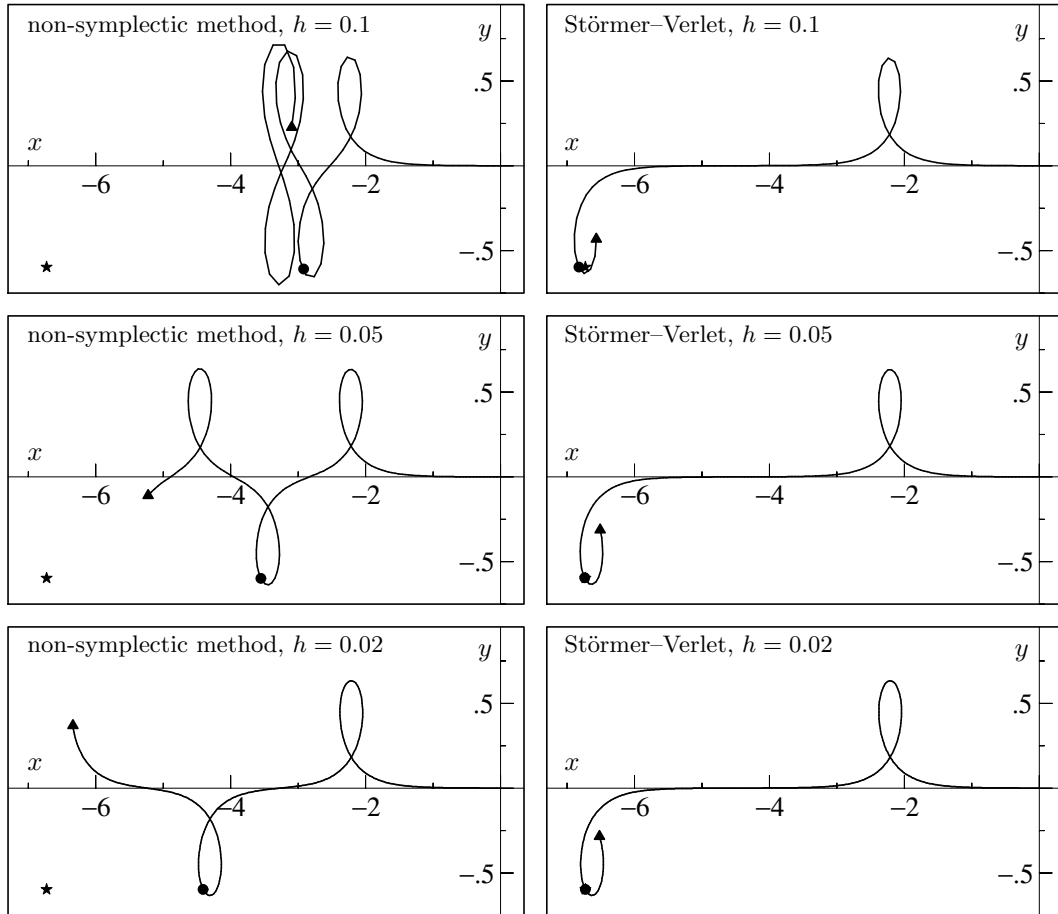 non-symplectic method, h = 0.1
y
.5
x
−6
−4
−2
−.5
Störmer–Verlet, h = 0.1
y
.5
x
−6
−4
−2
−.5
non-symplectic method, h = 0.05
y
.5
x
−6
−4
−2
−.5
Störmer–Verlet, h = 0.05
y
.5
x
−6
−4
−2
−.5
non-symplectic method, h = 0.02
y
.5
x
−6
−4
−2
−.5
Störmer–Verlet, h = 0.02
y
.5
x
−6
−4
−2
−.5